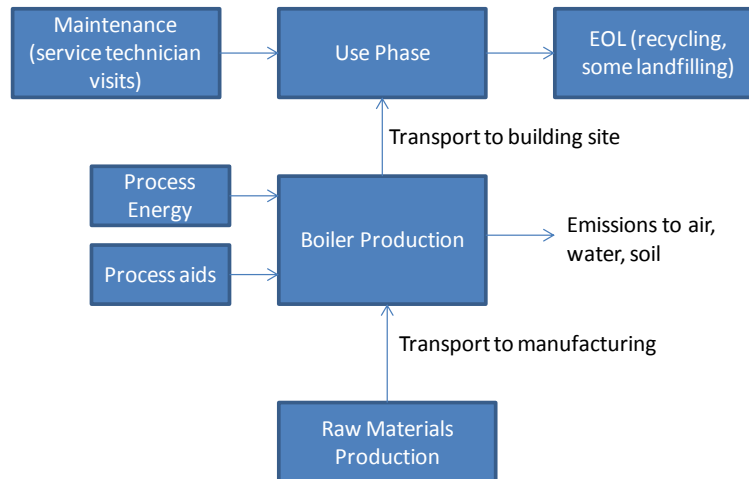 Maintenance
(service technician
visits)
Use Phase
EOL (recycling,
some landfilling)
Transport to building site
Process
Energy
Boiler Production
Emissions to air,
water, soil
Process aids
Transport to manufacturing
Raw Materials
Production